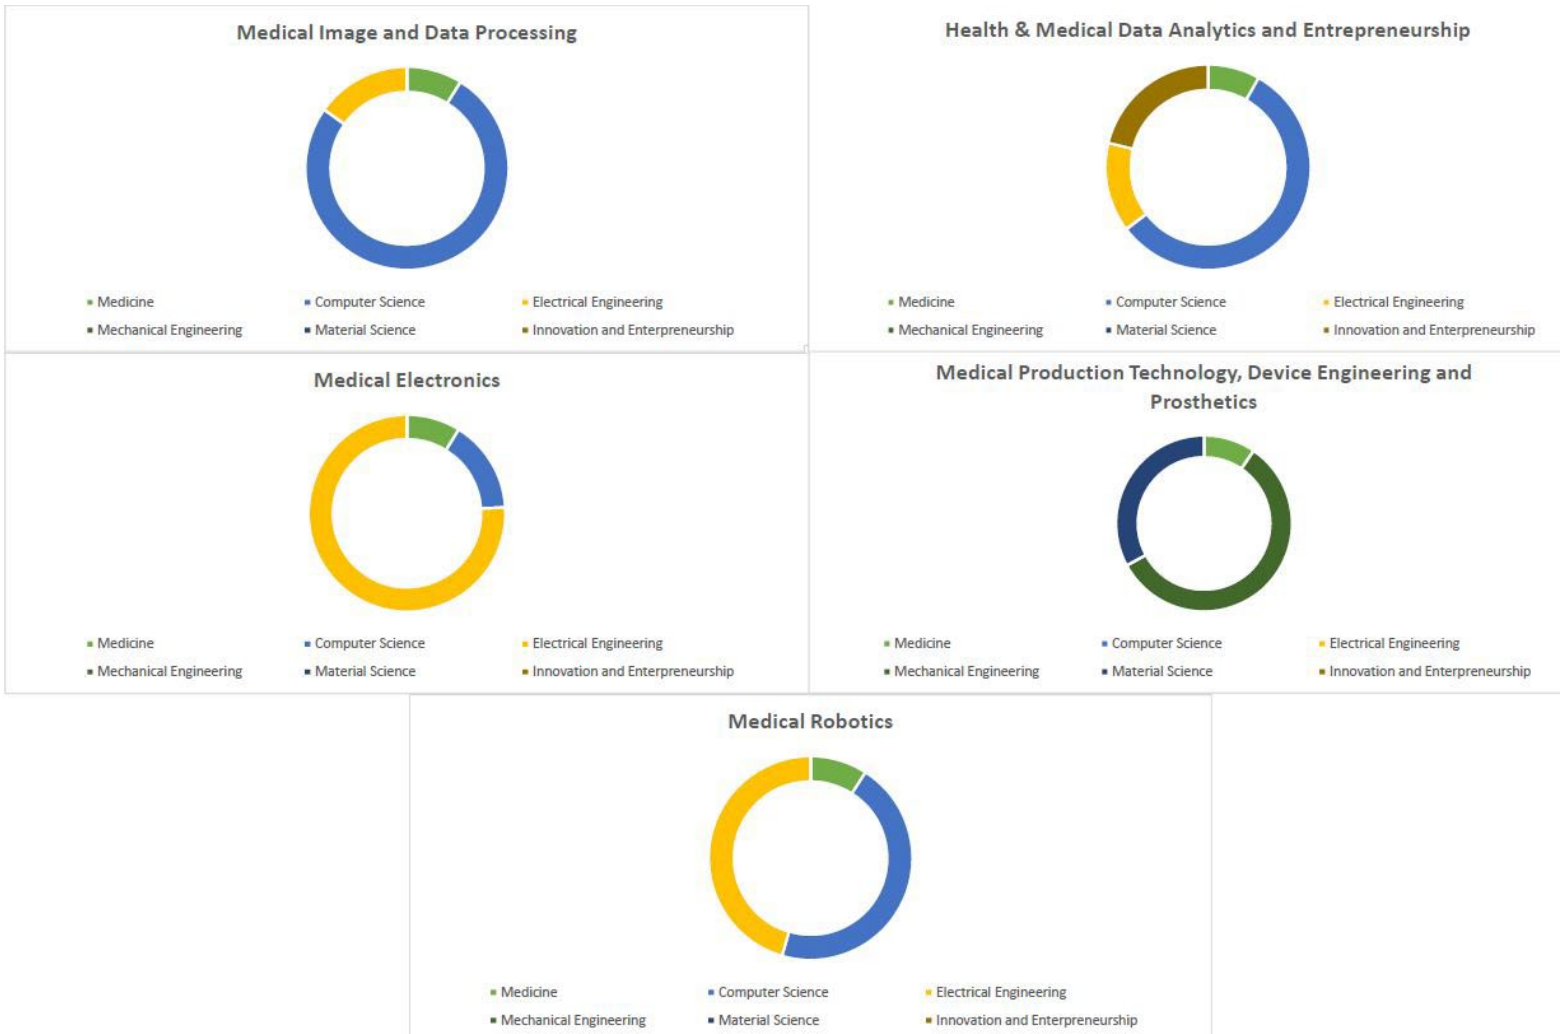 Medical Image and Data Processing
Medicine
Computer Science
Electrical Engineering
Mechanical Engineering
Material Science
Innovation and Enterpreneurship
Health & Medical Data Analytics and Entrepreneurship
Medicine
Computer Science
Electrical Engineering
Mechanical Engineering
Material Science
Innovation and Enterpreneurship
Medical Electronics
Medicine
Computer Science
Electrical Engineering
Mechanical Engineering
Material Science
Innovation and Enterpreneurship
Medical Production Technology, Device Engineering and
Prosthetics
Medicine
Computer Science
Electrical Engineering
Mechanical Engineering
Material Science
Innovation and Enterpreneurship
Medical Robotics
Medicine
Computer Science
Electrical Engineering
Mechanical Engineering
Material Science
Innovation and Enterpreneurship